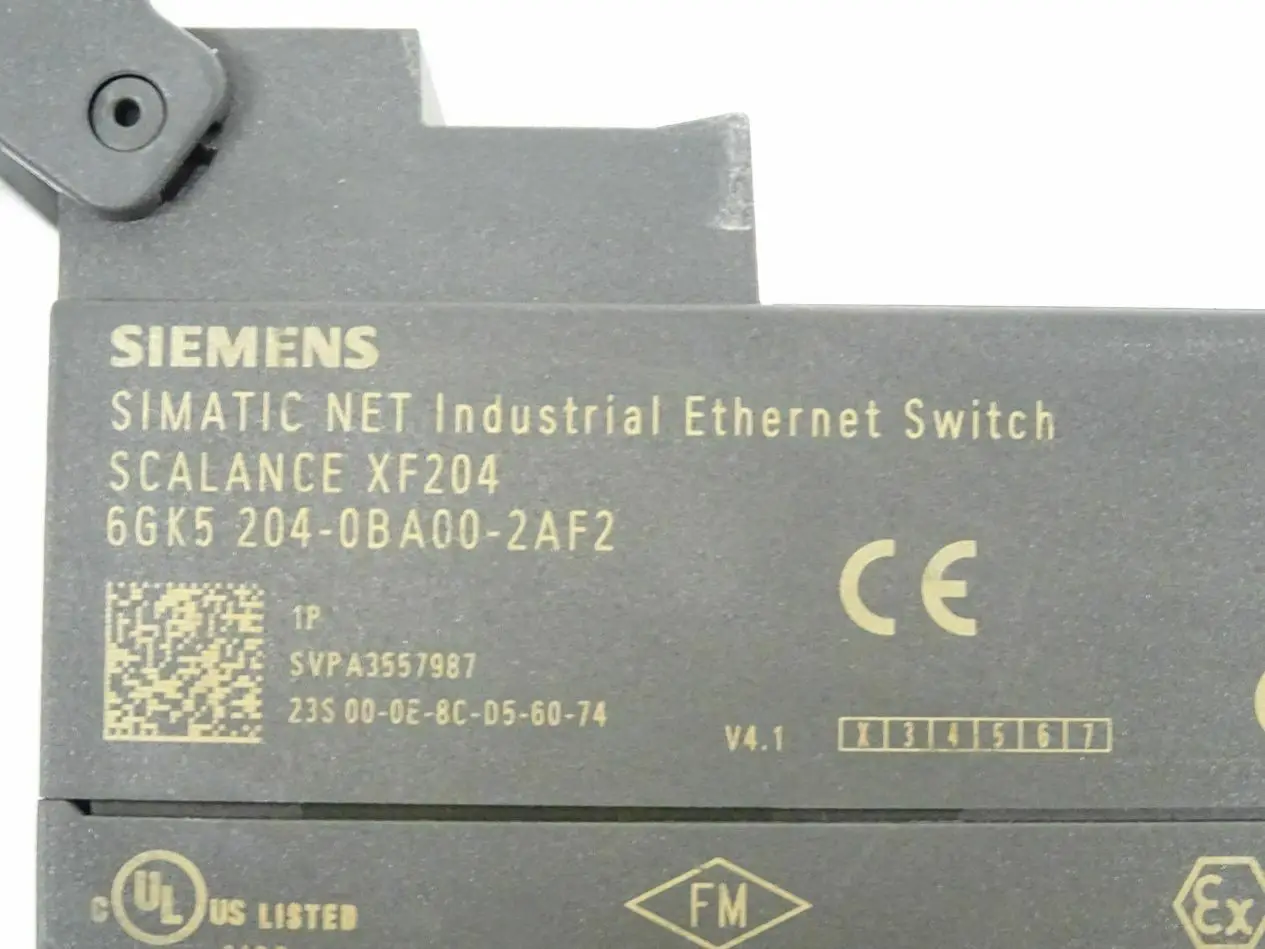 SIEMENS
SIMATIC NET Industrial Ethernet Switch
SCALANCE XF204
6GK5 204-0BA00-2AF2
CE
1P
SVPA3557987
23S 00-0E-8C-D5-60-74
V4.1 X 3 4 5 6 7
C UL US LISTED
FM
Ex